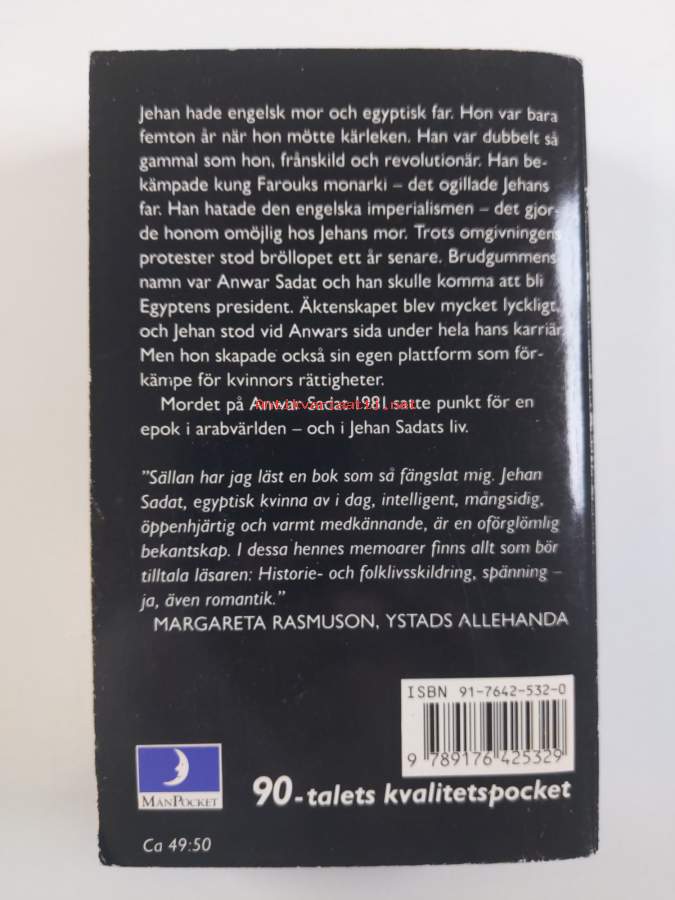 Jehan hade engelsk mor och egyptisk far. Hon var bara
femton år när hon mötte kärleken. Han var dubbelt så
gammal som hon, frånskild och revolutionär. Han be-
kämpade kung Farouks monarki – det ogillade Jehans
far. Han hatade den engelska imperialismen – det gjor-
de honom omöjlig hos Jehans mor. Trots omgivningens
protester stod bröllopet ett år senare. Brudgummens
namn var Anwar Sadat och han skulle komma att bli
Egyptens president. Äktenskapet blev mycket lyckligt,
och Jehan stod vid Anwars sida under hela hans karriär.
Men hon skapade också sin egen plattform som för-
kämpe för kvinnors rättigheter.
Mordet på Anwar Sadat 1981 satte punkt för en
epok i arabvärlden – och i Jehan Sadats liv.
"Sällan har jag läst en bok som så fängslat mig. Jehan
Sadat, egyptisk kvinna av i dag, intelligent, mångsidig,
öppenhjärtig och varmt medkännande, är en oförglömlig
bekantskap. I dessa hennes memoarer finns allt som bör
tilltala läsaren: Historie- och folklivsskildring, spänning –
ja, även romantik."
MARGARETA RASMUSON, YSTADS ALLEHANDA
ISBN 91-7642-532-0
9 789176 425329
MANPOCKET
90-talets kvalitetspocket
Ca 49:50